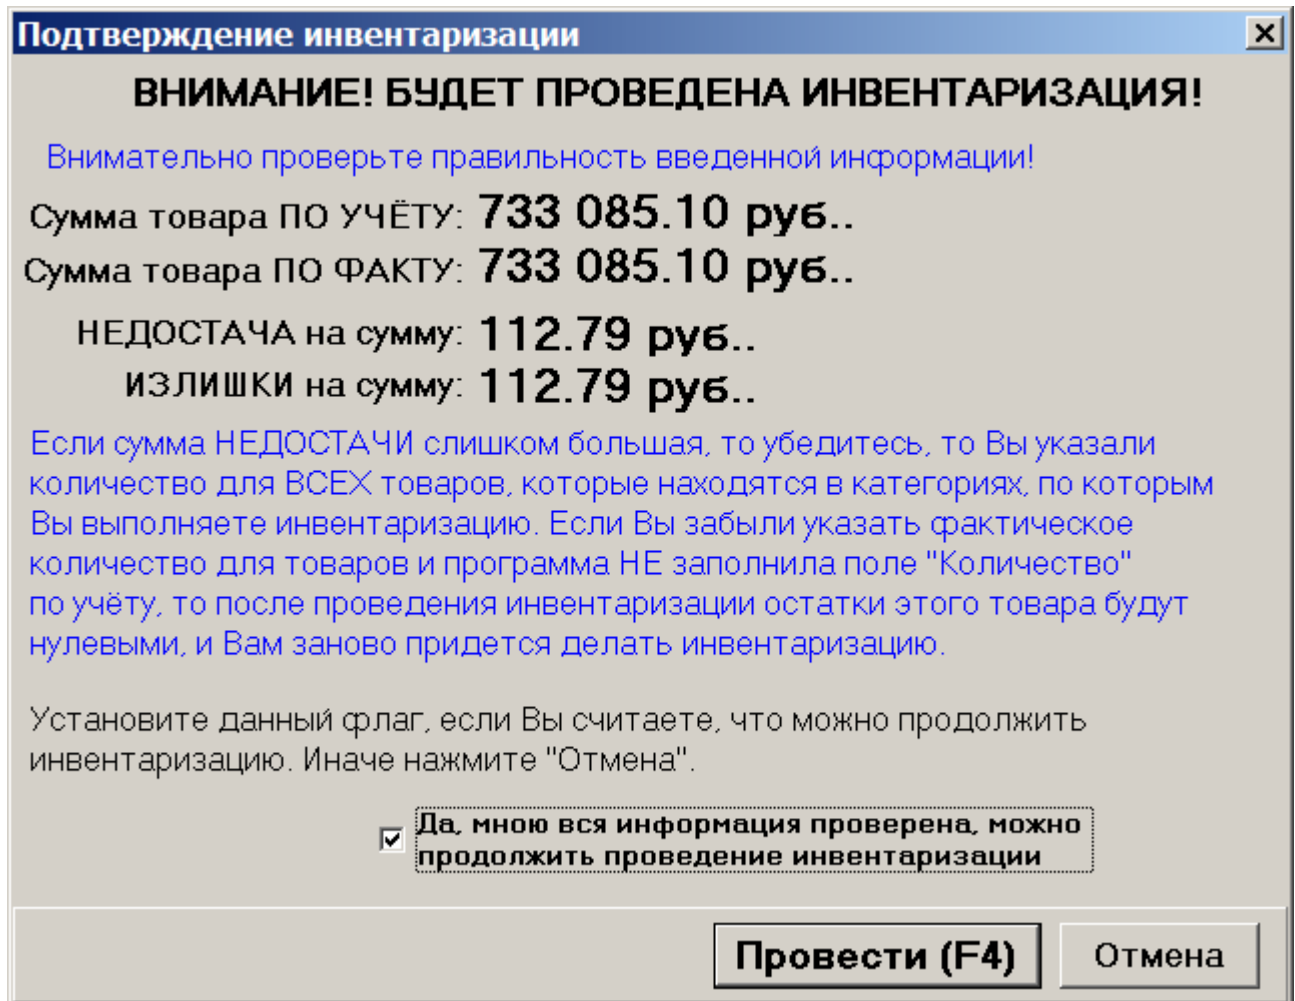 Подтверждение инвентаризации
ВНИМАНИЕ! БУДЕТ ПРОВЕДЕНА ИНВЕНТАРИЗАЦИЯ!
Внимательно проверьте правильность введенной информации!
Сумма товара ПО УЧЁТУ: 733 085.10 руб..
Сумма товара ПО ФАКТУ: 733 085.10 руб..
НЕДОСТАЧА на сумму: 112.79 руб..
ИЗЛИШКИ на сумму: 112.79 руб..
Если сумма НЕДОСТАЧИ слишком большая, то убедитесь, то Вы указали
количество для ВСЕХ товаров, которые находятся в категориях, по которым
Вы выполняете инвентаризацию. Если Вы забыли указать фактическое
количество для товаров и программа НЕ заполнила поле "Количество"
по учёту, то после проведения инвентаризации остатки этого товара будут
нулевыми, и Вам заново придется делать инвентаризацию.
Установите данный флаг, если Вы считаете, что можно продолжить
инвентаризацию. Иначе нажмите "Отмена".
Да, мною вся информация проверена, можно
продолжить проведение инвентаризации
Провести (F4) Отмена